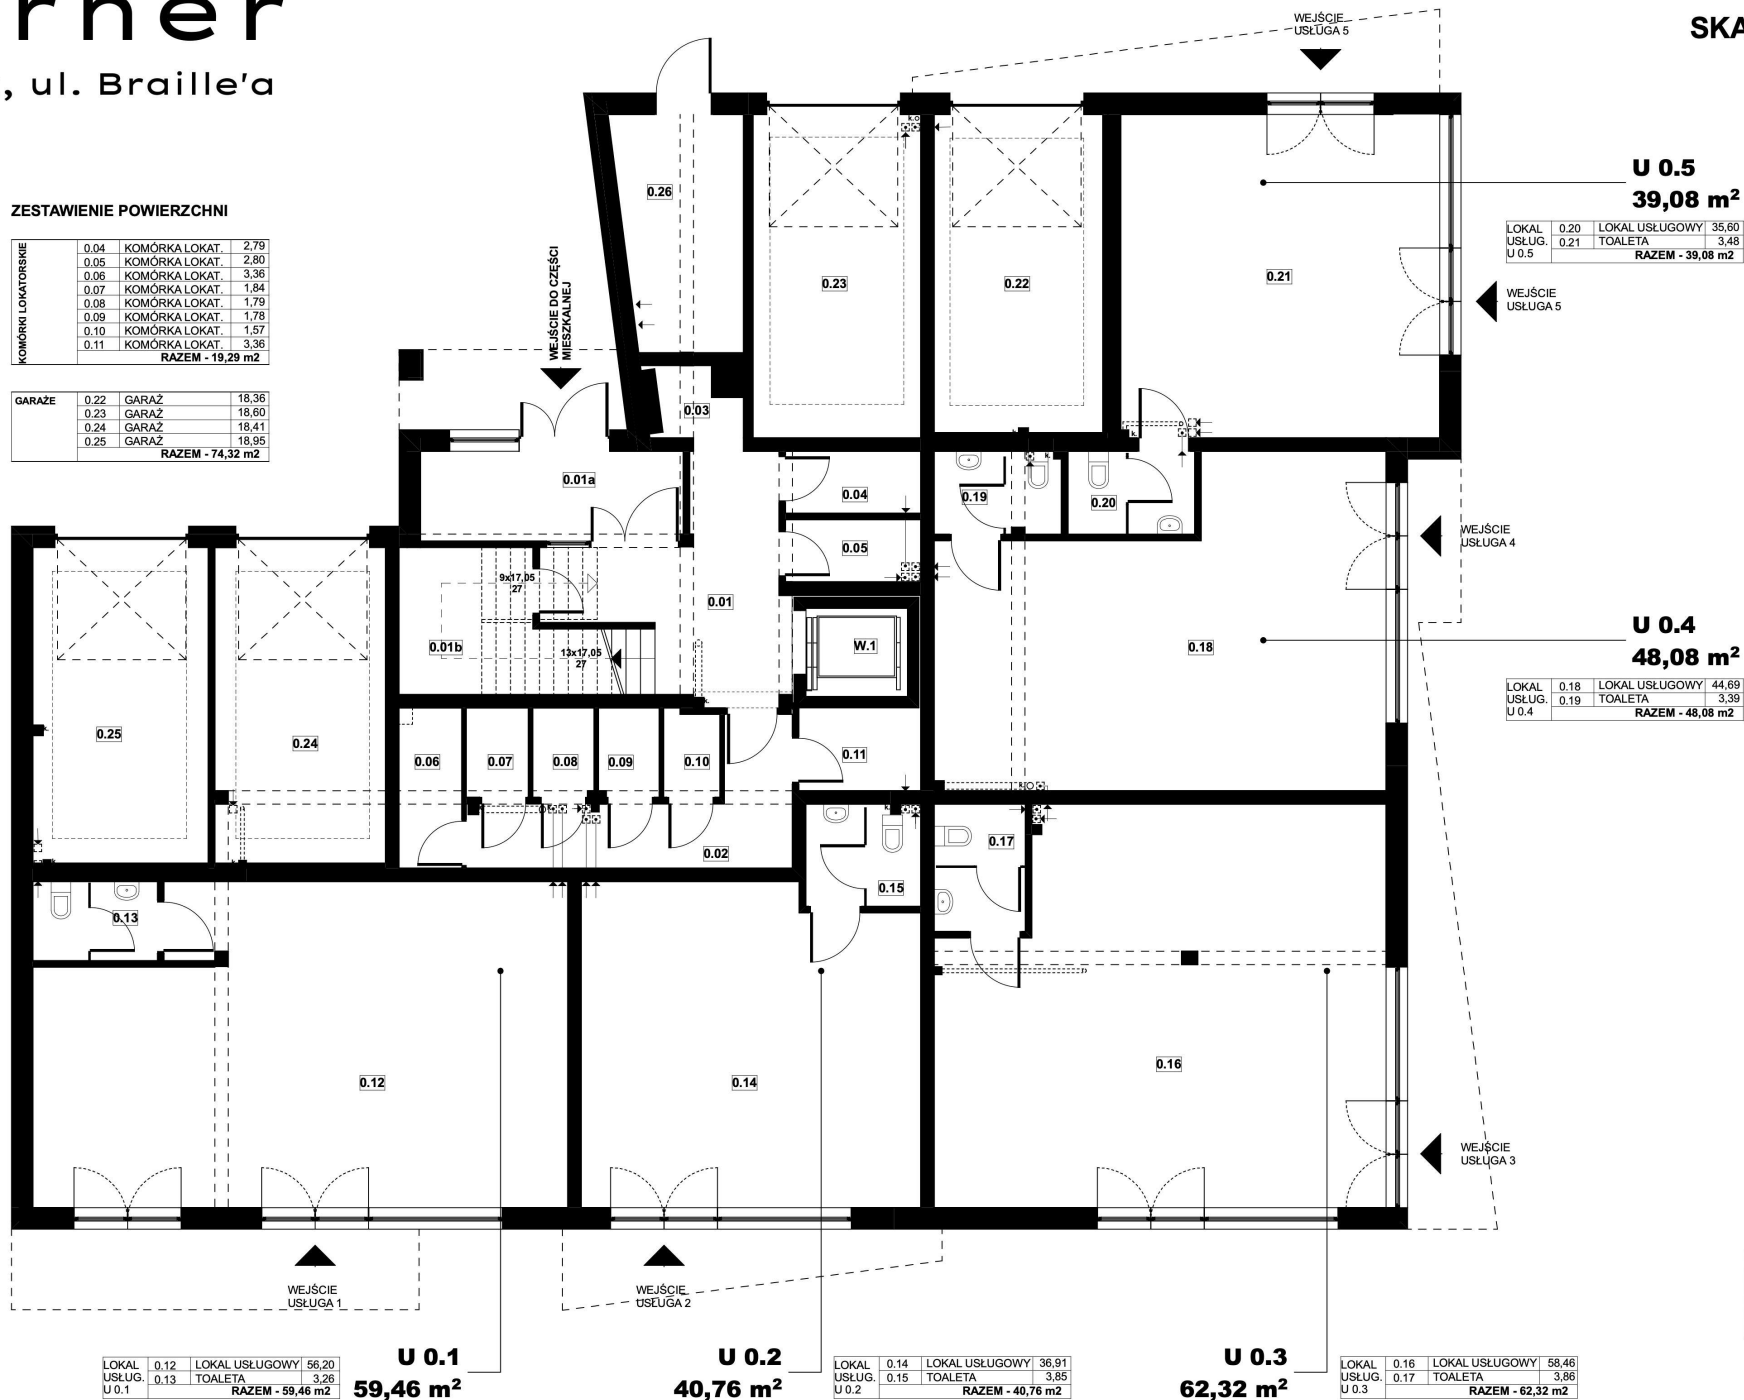 rner
, ul. Braille'a
SKA
WEJŚCIE
USŁUGA 5
ZESTAWIENIE POWIERZCHNI
KOMÓRKI LOKATORSKIE
0.04 KOMÓRKA LOKAT. 2,79
0.05 KOMÓRKA LOKAT. 2,80
0.06 KOMÓRKA LOKAT. 3,36
0.07 KOMÓRKA LOKAT. 1,84
0.08 KOMÓRKA LOKAT. 1,79
0.09 KOMÓRKA LOKAT. 1,78
0.10 KOMÓRKA LOKAT. 1,57
0.11 KOMÓRKA LOKAT. 3,36
RAZEM - 19,29 m2
GARAŻE 0.22 GARAŻ 18,36
0.23 GARAŻ 18,60
0.24 GARAŻ 18,41
0.25 GARAŻ 18,95
RAZEM - 74,32 m2
WEJŚCIE DO CZĘŚCI
MIESZKALNEJ
k.o
0.26
0.23
0.22
0.21
U 0.5
39,08 m²
LOKAL 0.20 LOKAL USŁUGOWY 35,60
USŁUG. 0.21 TOALETA 3,48
U 0.5 RAZEM - 39,08 m2
WEJŚCIE
USŁUGA 5
0.03
0.01a
0.04
0.19
0.20
0.05
WEJŚCIE
USŁUGA 4
9x17,05
27
0.01
0.01b
13x17,05
27
W.1
0.18
U 0.4
48,08 m²
LOKAL 0.18 LOKAL USŁUGOWY 44,69
USŁUG. 0.19 TOALETA 3,39
U 0.4 RAZEM - 48,08 m2
0.25
0.24
0.06
0.07
0.08
0.09
0.10
0.11
0.02
0.17
0.15
0.13
0.12
0.14
0.16
WEJŚCIE
USŁUGA 3
WEJŚCIE
USŁUGA 1
WEJŚCIE
USŁUGA 2
LOKAL 0.12 LOKAL USŁUGOWY 56,20
USŁUG. 0.13 TOALETA 3,26
U 0.1 RAZEM - 59,46 m2
U 0.1
59,46 m²
U 0.2
40,76 m²
LOKAL 0.14 LOKAL USŁUGOWY 36,91
USŁUG. 0.15 TOALETA 3,85
U 0.2 RAZEM - 40,76 m2
U 0.3
62,32 m²
LOKAL 0.16 LOKAL USŁUGOWY 58,46
USŁUG. 0.17 TOALETA 3,86
U 0.3 RAZEM - 62,32 m2